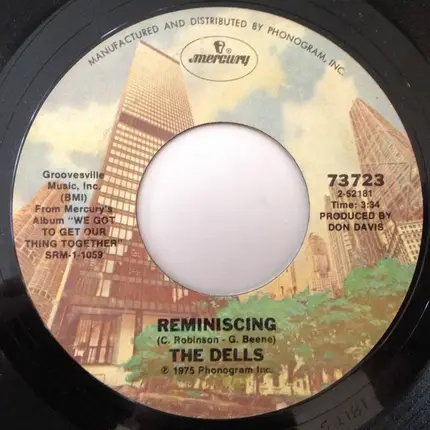 MANUFACTURED AND DISTRIBUTED BY PHONOGRAM, INC.
mercury
Groovesville
Music, Inc.
(BMI)
From Mercury's
Album "WE GOT
TO GET OUR
THING TOGETHER"
SRM-1-1059
73723
2-52181
Time: 3:34
PRODUCED BY
DON DAVIS
REMINISCING
(C. Robinson - G. Beene)
THE DELLS
℗ 1975 Phonogram Inc.